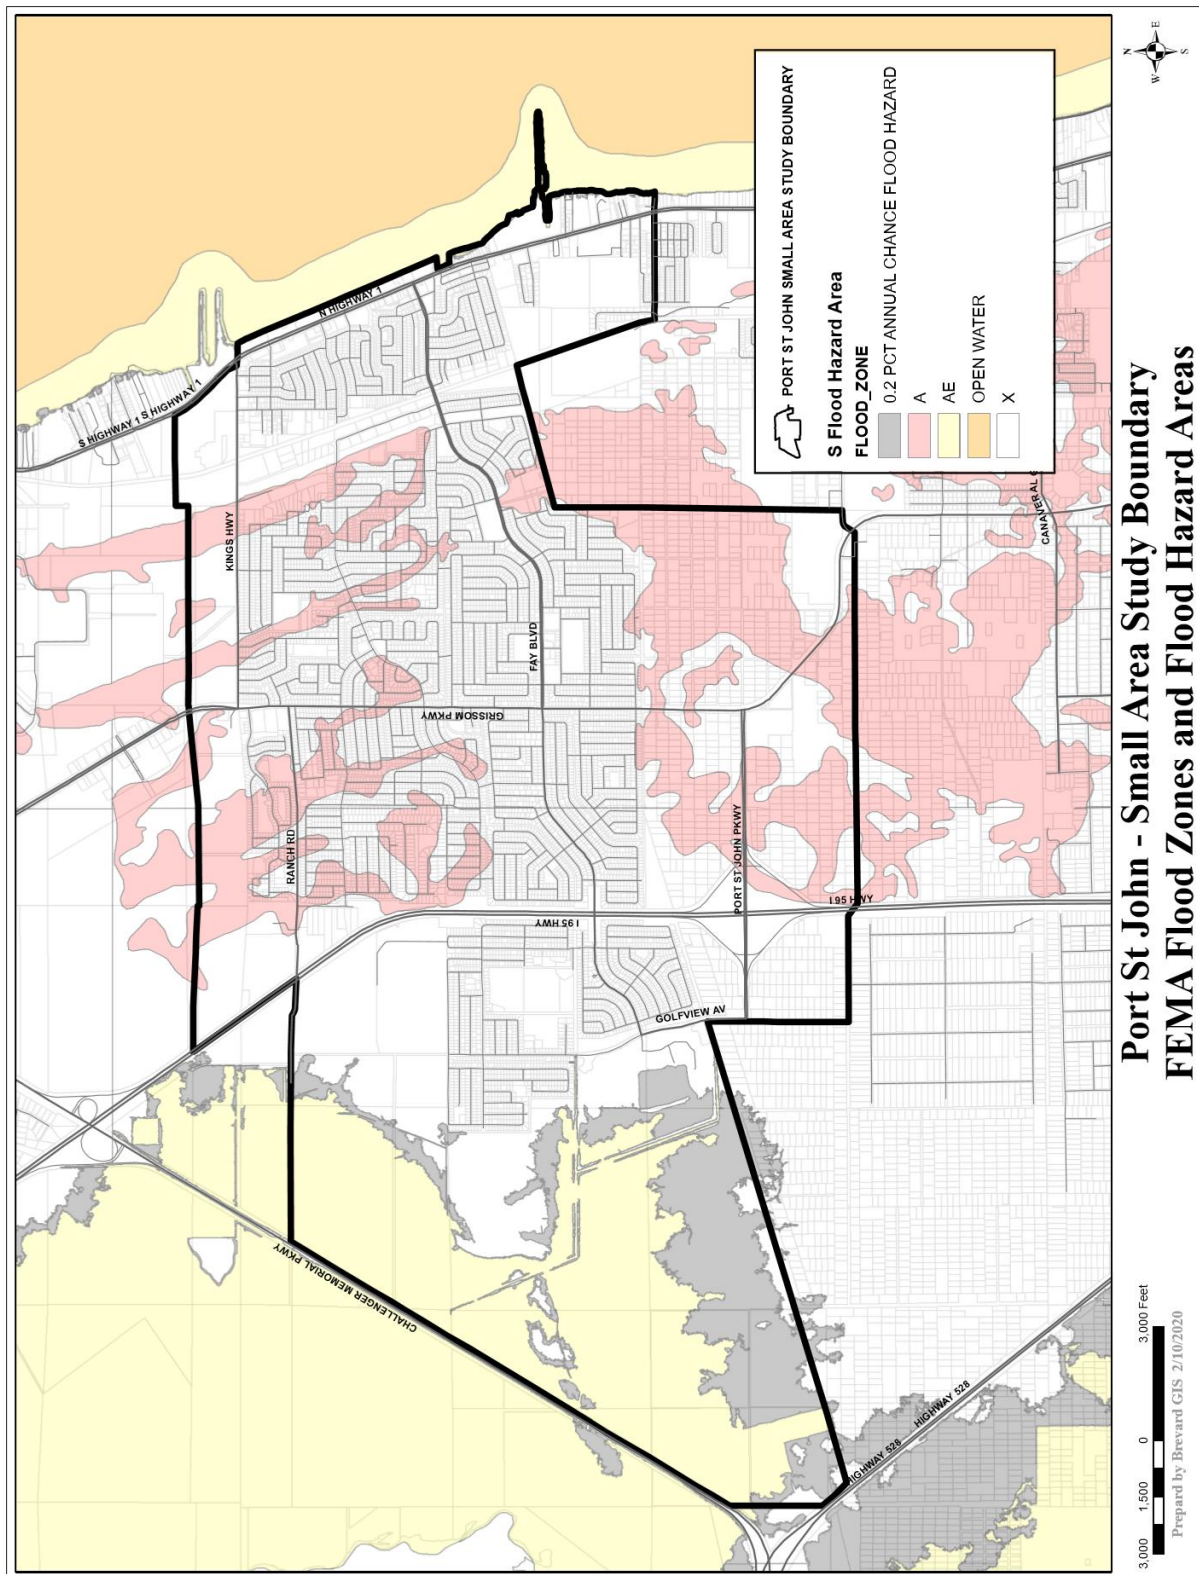 S HIGHWAY 1
S HIGHWAY 1
N HIGHWAY 1
KINGS HWY
RANCH RD
GRISSOM PKWY
FAY BLVD
I 95 HWY
PORT ST JOHN PKWY
I 95 HWY
GOLFVIEW AV
CHALLENGER MEMORIAL PKWY
HIGHWAY 528
HIGHWAY 528
PORT ST JOHN SMALL AREA STUDY BOUNDARY
S Flood Hazard Area
FLOOD_ZONE
0.2 PCT ANNUAL CHANCE FLOOD HAZARD
A
AE
OPEN WATER
X
N
W
E
S
Port St John - Small Area Study Boundary
FEMA Flood Zones and Flood Hazard Areas
3,000 1,500 0 3,000 Feet
Prepard by Brevard GIS 2/10/2020